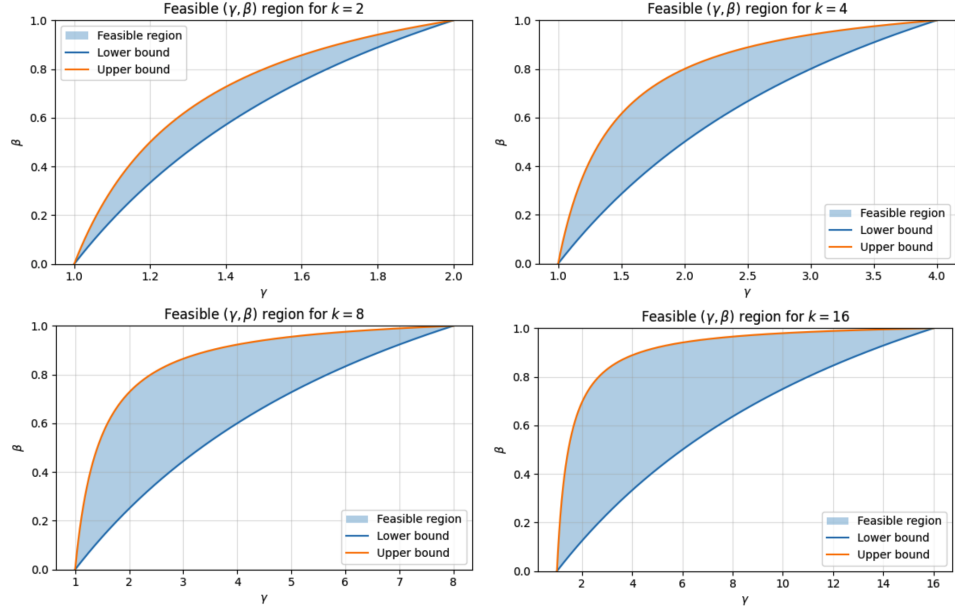 Feasible (γ, β) region for k = 2
1.0
0.8
0.6
0.4
0.2
0.0
β
Feasible region
Lower bound
Upper bound
1.0 1.2 1.4 1.6 1.8 2.0
γ
Feasible (γ, β) region for k = 4
1.0
0.8
0.6
0.4
0.2
0.0
β
Feasible region
Lower bound
Upper bound
1.0 1.5 2.0 2.5 3.0 3.5 4.0
γ
Feasible (γ, β) region for k = 8
1.0
0.8
0.6
0.4
0.2
0.0
β
Feasible region
Lower bound
Upper bound
1 2 3 4 5 6 7 8
γ
Feasible (γ, β) region for k = 16
1.0
0.8
0.6
0.4
0.2
0.0
β
Feasible region
Lower bound
Upper bound
2 4 6 8 10 12 14 16
γ